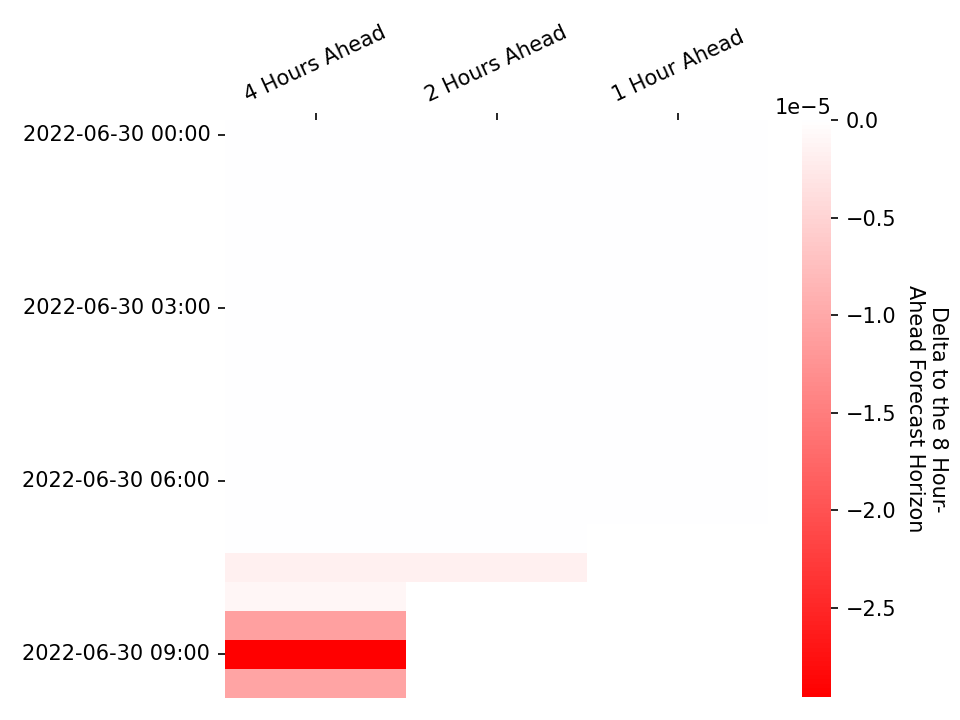 4 Hours Ahead
2 Hours Ahead
1 Hour Ahead
1e−5
2022-06-30 00:00
2022-06-30 03:00
2022-06-30 06:00
2022-06-30 09:00
0.0
−0.5
−1.0
−1.5
−2.0
−2.5
Delta to the 8 Hour-
Ahead Forecast Horizon